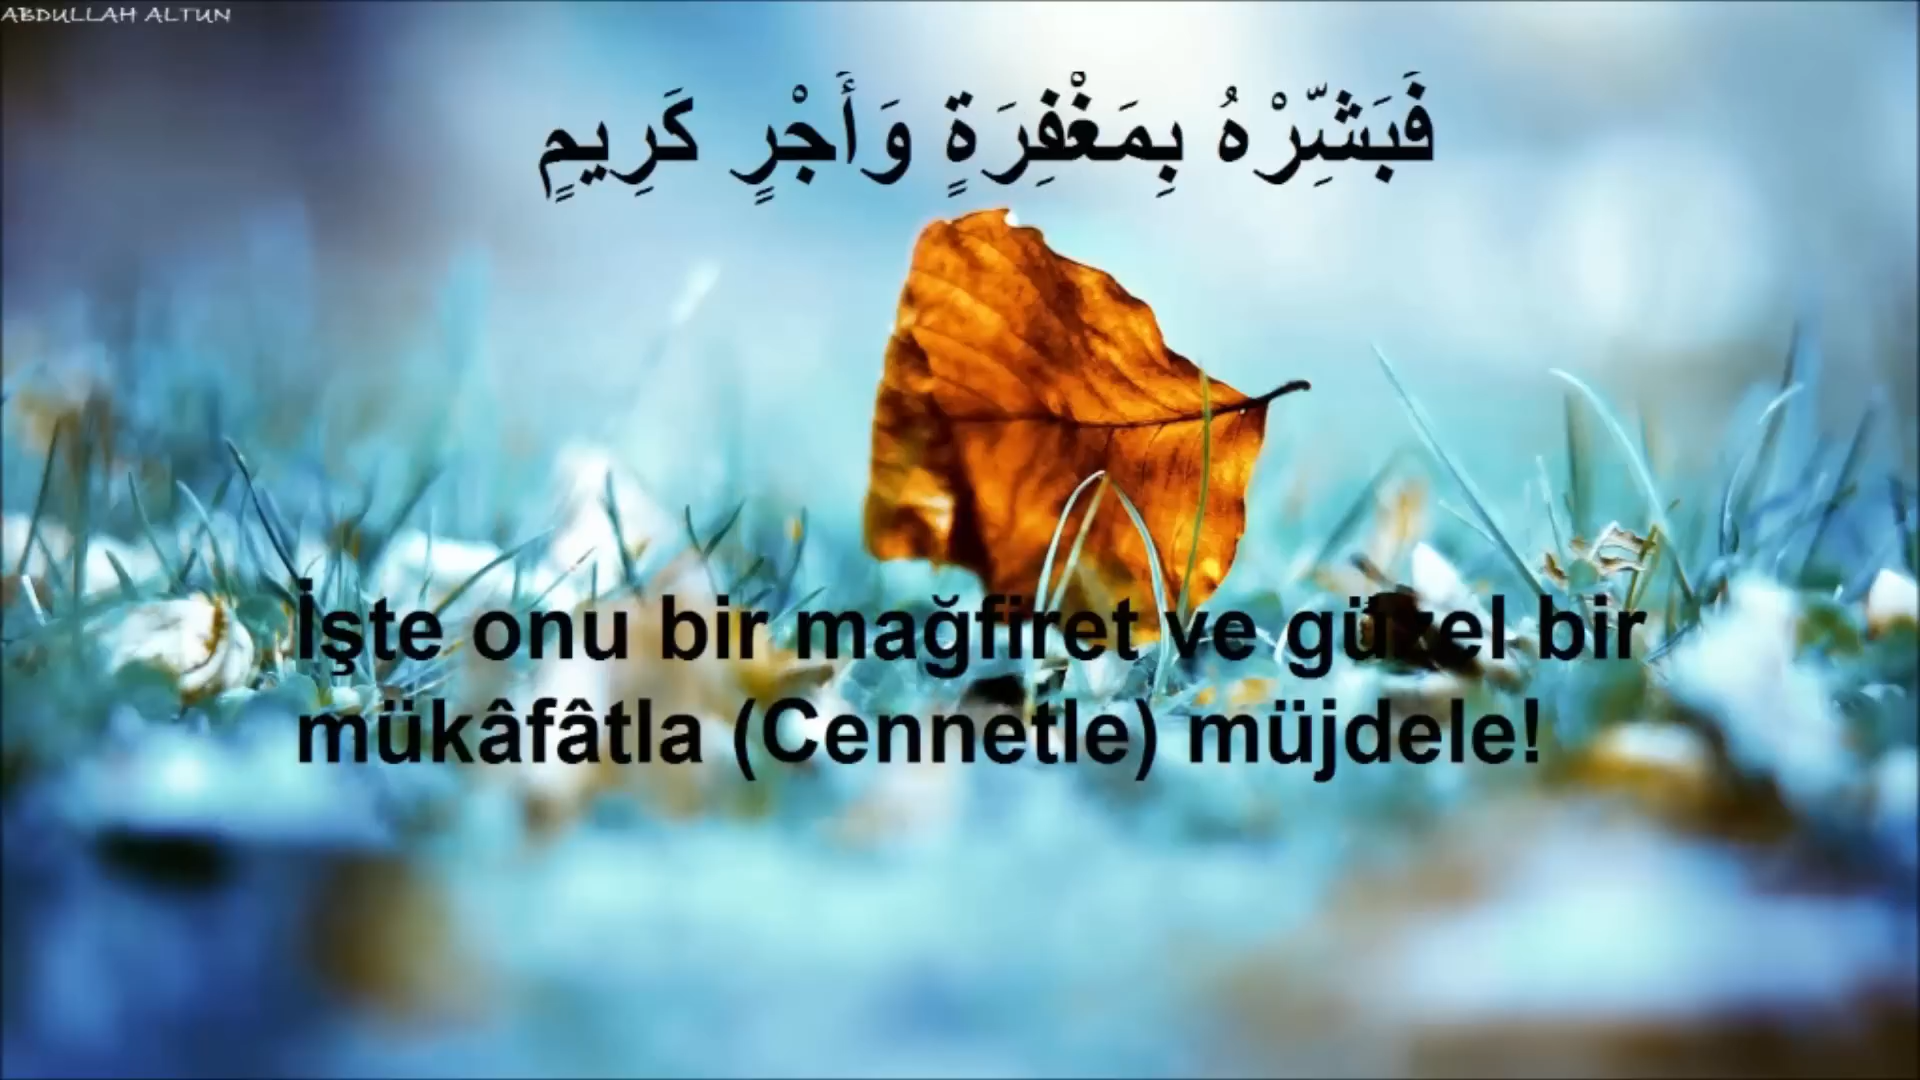 ABDULLAH ALTUN
فَبَشِّرْهُ بِمَغْفِرَةٍ وَأَجْرٍ كَرِيمٍ
İşte onu bir mağfiret ve güzel bir
mükâfâtla (Cennetle) müjdele!